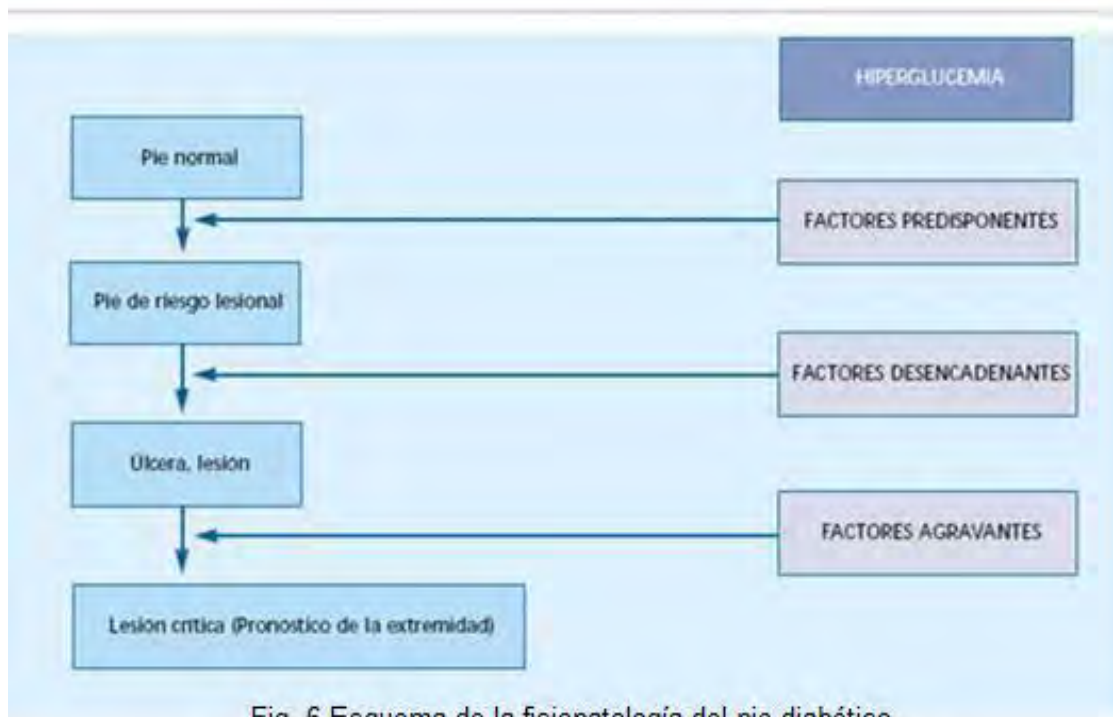 HIPERGLUCEMIA
Pie normal
FACTORES PREDISPONENTES
Pie de riesgo lesional
FACTORES DESENCADENANTES
Úlcera, lesión
FACTORES AGRAVANTES
Lesión crítica (Pronóstico de la extremidad)
Fig. 6 Esquema de la fisiopatología del pie diabético